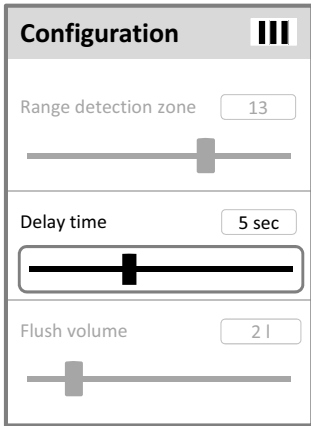 Configuration
Range detection zone 13
Delay time 5 sec
Flush volume 2 l